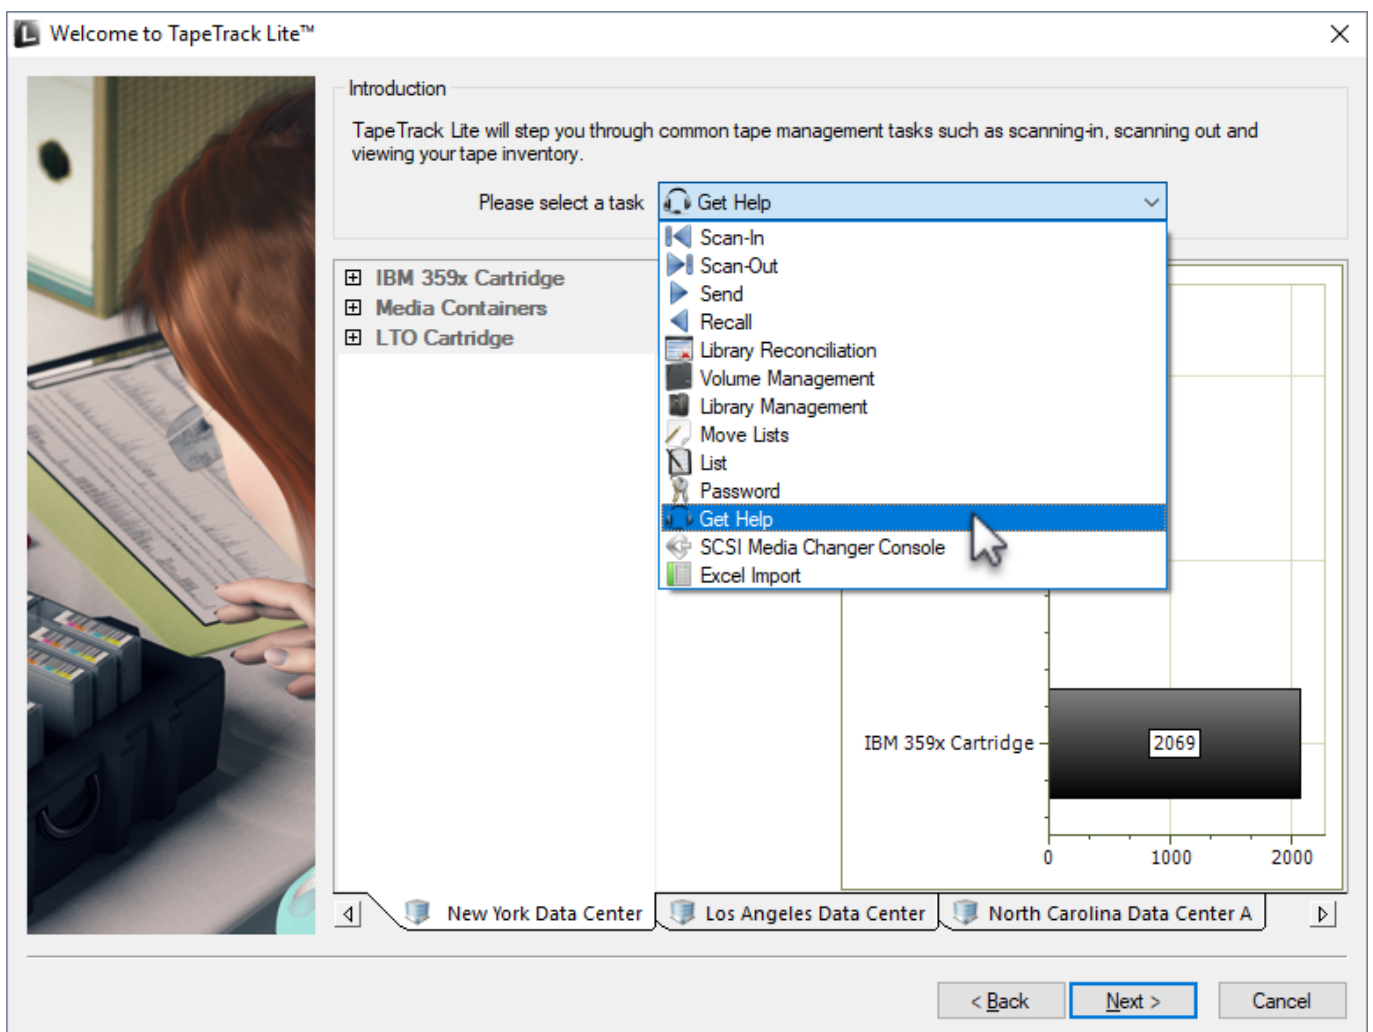 Welcome to TapeTrack Lite™
Introduction
TapeTrack Lite will step you through common tape management tasks such as scanning-in, scanning out and
viewing your tape inventory.
Please select a task
Get Help
Scan-In
Scan-Out
Send
Recall
Library Reconciliation
Volume Management
Library Management
Move Lists
List
Password
Get Help
SCSI Media Changer Console
Excel Import
IBM 359x Cartridge
Media Containers
LTO Cartridge
IBM 359x Cartridge
2069
0 1000 2000
New York Data Center Los Angeles Data Center North Carolina Data Center A
< Back Next > Cancel